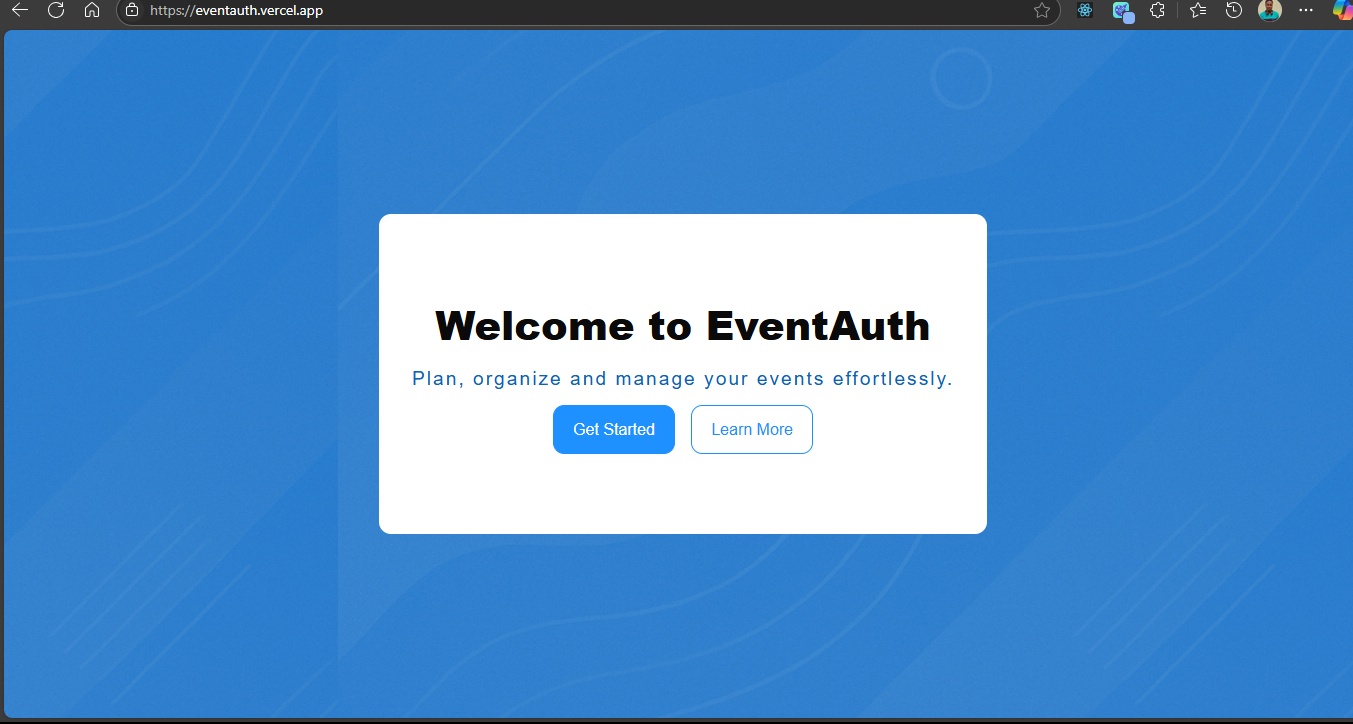 https://eventauth.vercel.app
Welcome to EventAuth
Plan, organize and manage your events effortlessly.
Get Started
Learn More